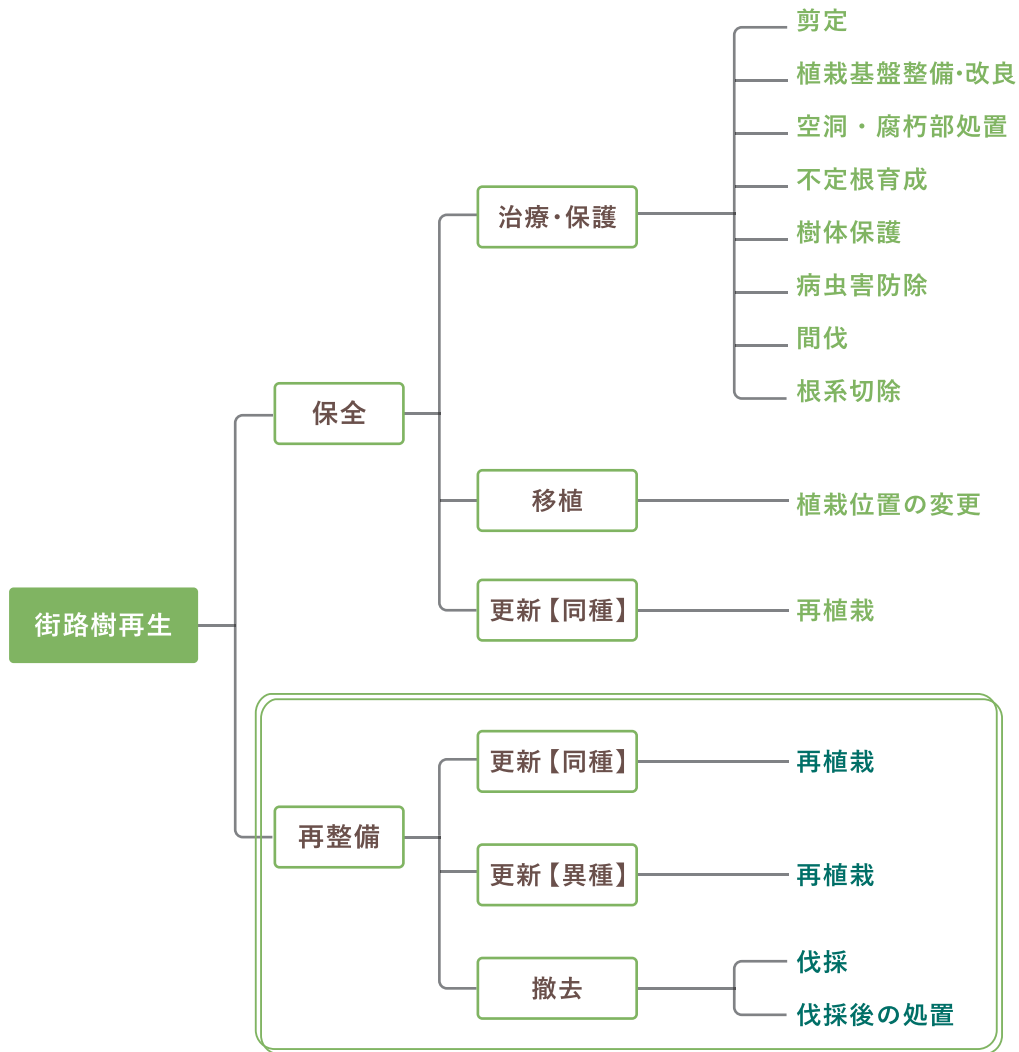 街路樹再生
保全
治療・保護
剪定
植栽基盤整備・改良
空洞・腐朽部処置
不定根育成
樹体保護
病虫害防除
間伐
根系切除
移植
植栽位置の変更
更新【同種】
再植栽
再整備
更新【同種】
再植栽
更新【異種】
再植栽
撤去
伐採
伐採後の処置